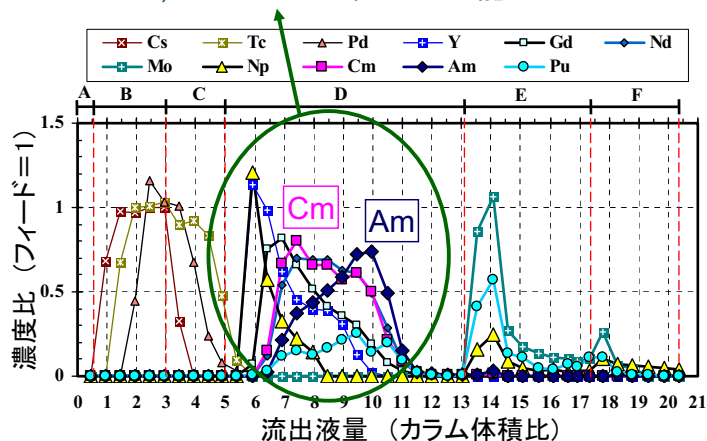 Cs Tc Pd Y Gd Nd
Mo Np Cm Am Pu
A B C D E F
1.5
1
0.5
0
Cm
Am
濃度比 (フィード=1)
0 1 2 3 4 5 6 7 8 9 10 11 12 13 14 15 16 17 18 19 20 21
流出液量 (カラム体積比)